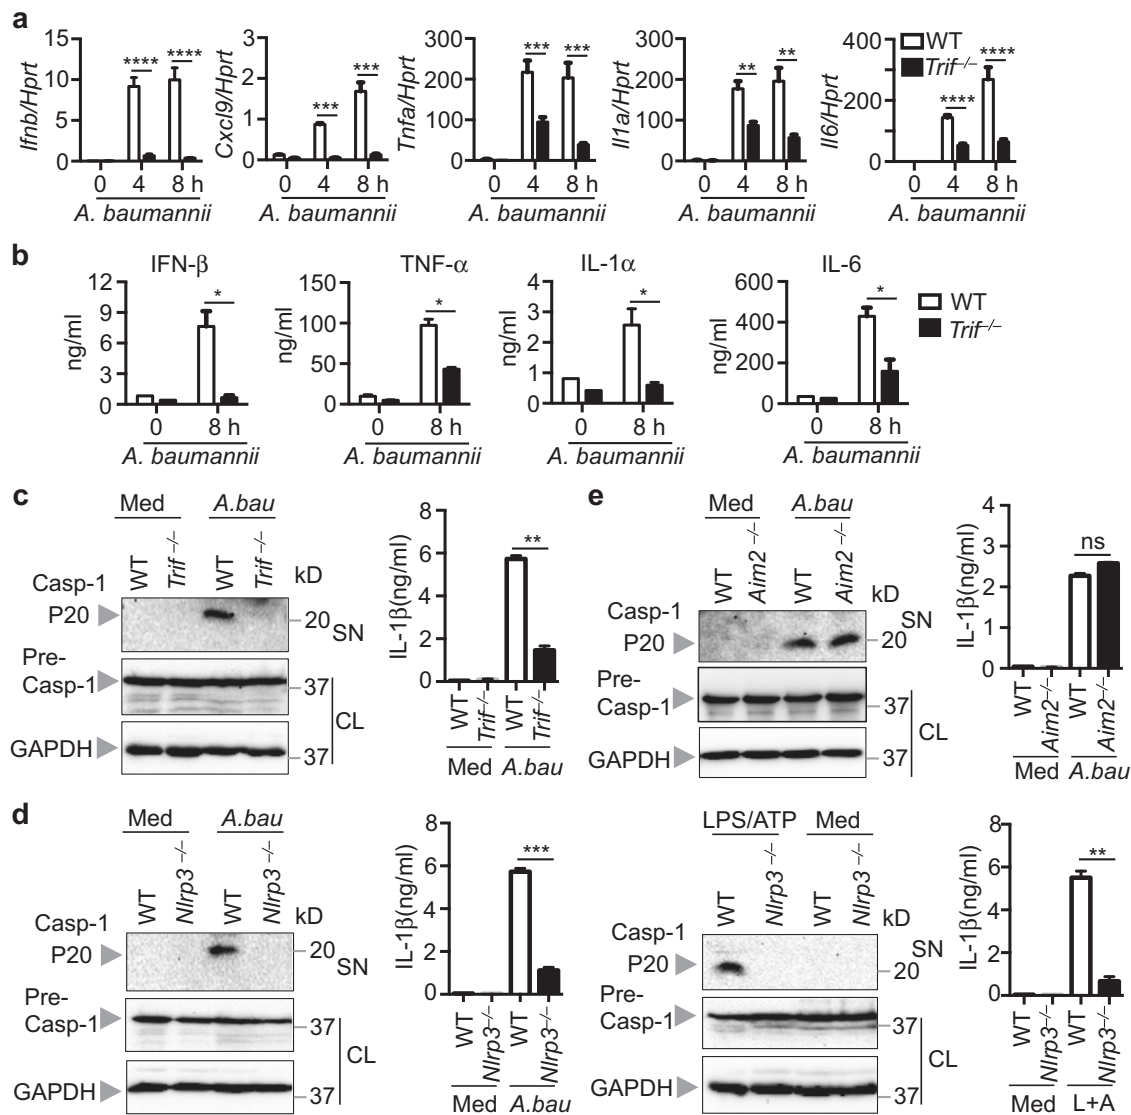 a
Ifnb/Hprt
15
10
5
0
****
****
0 4 8 h
A. baumannii
Cxcl9/Hprt
3
2
1
0
***
***
0 4 8 h
A. baumannii
Tnfa/Hprt
300
200
100
0
***
***
0 4 8 h
A. baumannii
Il1a/Hprt
300
200
100
0
**
**
0 4 8 h
A. baumannii
Il6/Hprt
400
200
0
****
****
WT
Trif–/–
0 4 8 h
A. baumannii
b
IFN-β
ng/ml
12
9
6
3
0
*
0 8 h
A. baumannii
TNF-α
ng/ml
150
100
50
0
*
0 8 h
A. baumannii
IL-1α
ng/ml
4
3
2
1
0
*
0 8 h
A. baumannii
IL-6
ng/ml
600
400
200
0
*
0 8 h
A. baumannii
WT
Trif–/–
c
Med A.bau
WT Trif –/– WT Trif –/– kD
Casp-1
P20
20 SN
Pre-
Casp-1
37
GAPDH
37
CL
IL-1β(ng/ml)
8
6
4
2
0
**
WT Trif–/– WT Trif–/–
Med A.bau
e
Med A.bau
WT Aim2 –/– WT Aim2 –/– kD
Casp-1
P20
20
SN
Pre-
Casp-1
37
GAPDH
37
CL
IL-1β(ng/ml)
4
3
2
1
0
ns
WT Aim2–/– WT Aim2–/–
Med A.bau
d
Med A.bau
WT Nlrp3 –/– WT Nlrp3 –/– kD
Casp-1
P20
20
SN
Pre-
Casp-1
37
GAPDH
37
CL
IL-1β(ng/ml)
8
6
4
2
0
***
WT Nlrp3–/– WT Nlrp3–/–
Med A.bau
LPS/ATP Med
WT Nlrp3 –/– WT Nlrp3 –/– kD
Casp-1
P20
SN
20
Pre-
Casp-1
37
GAPDH
37
CL
IL-1β(ng/ml)
8
6
4
2
0
**
WT Nlrp3–/– WT Nlrp3–/–
Med L+A